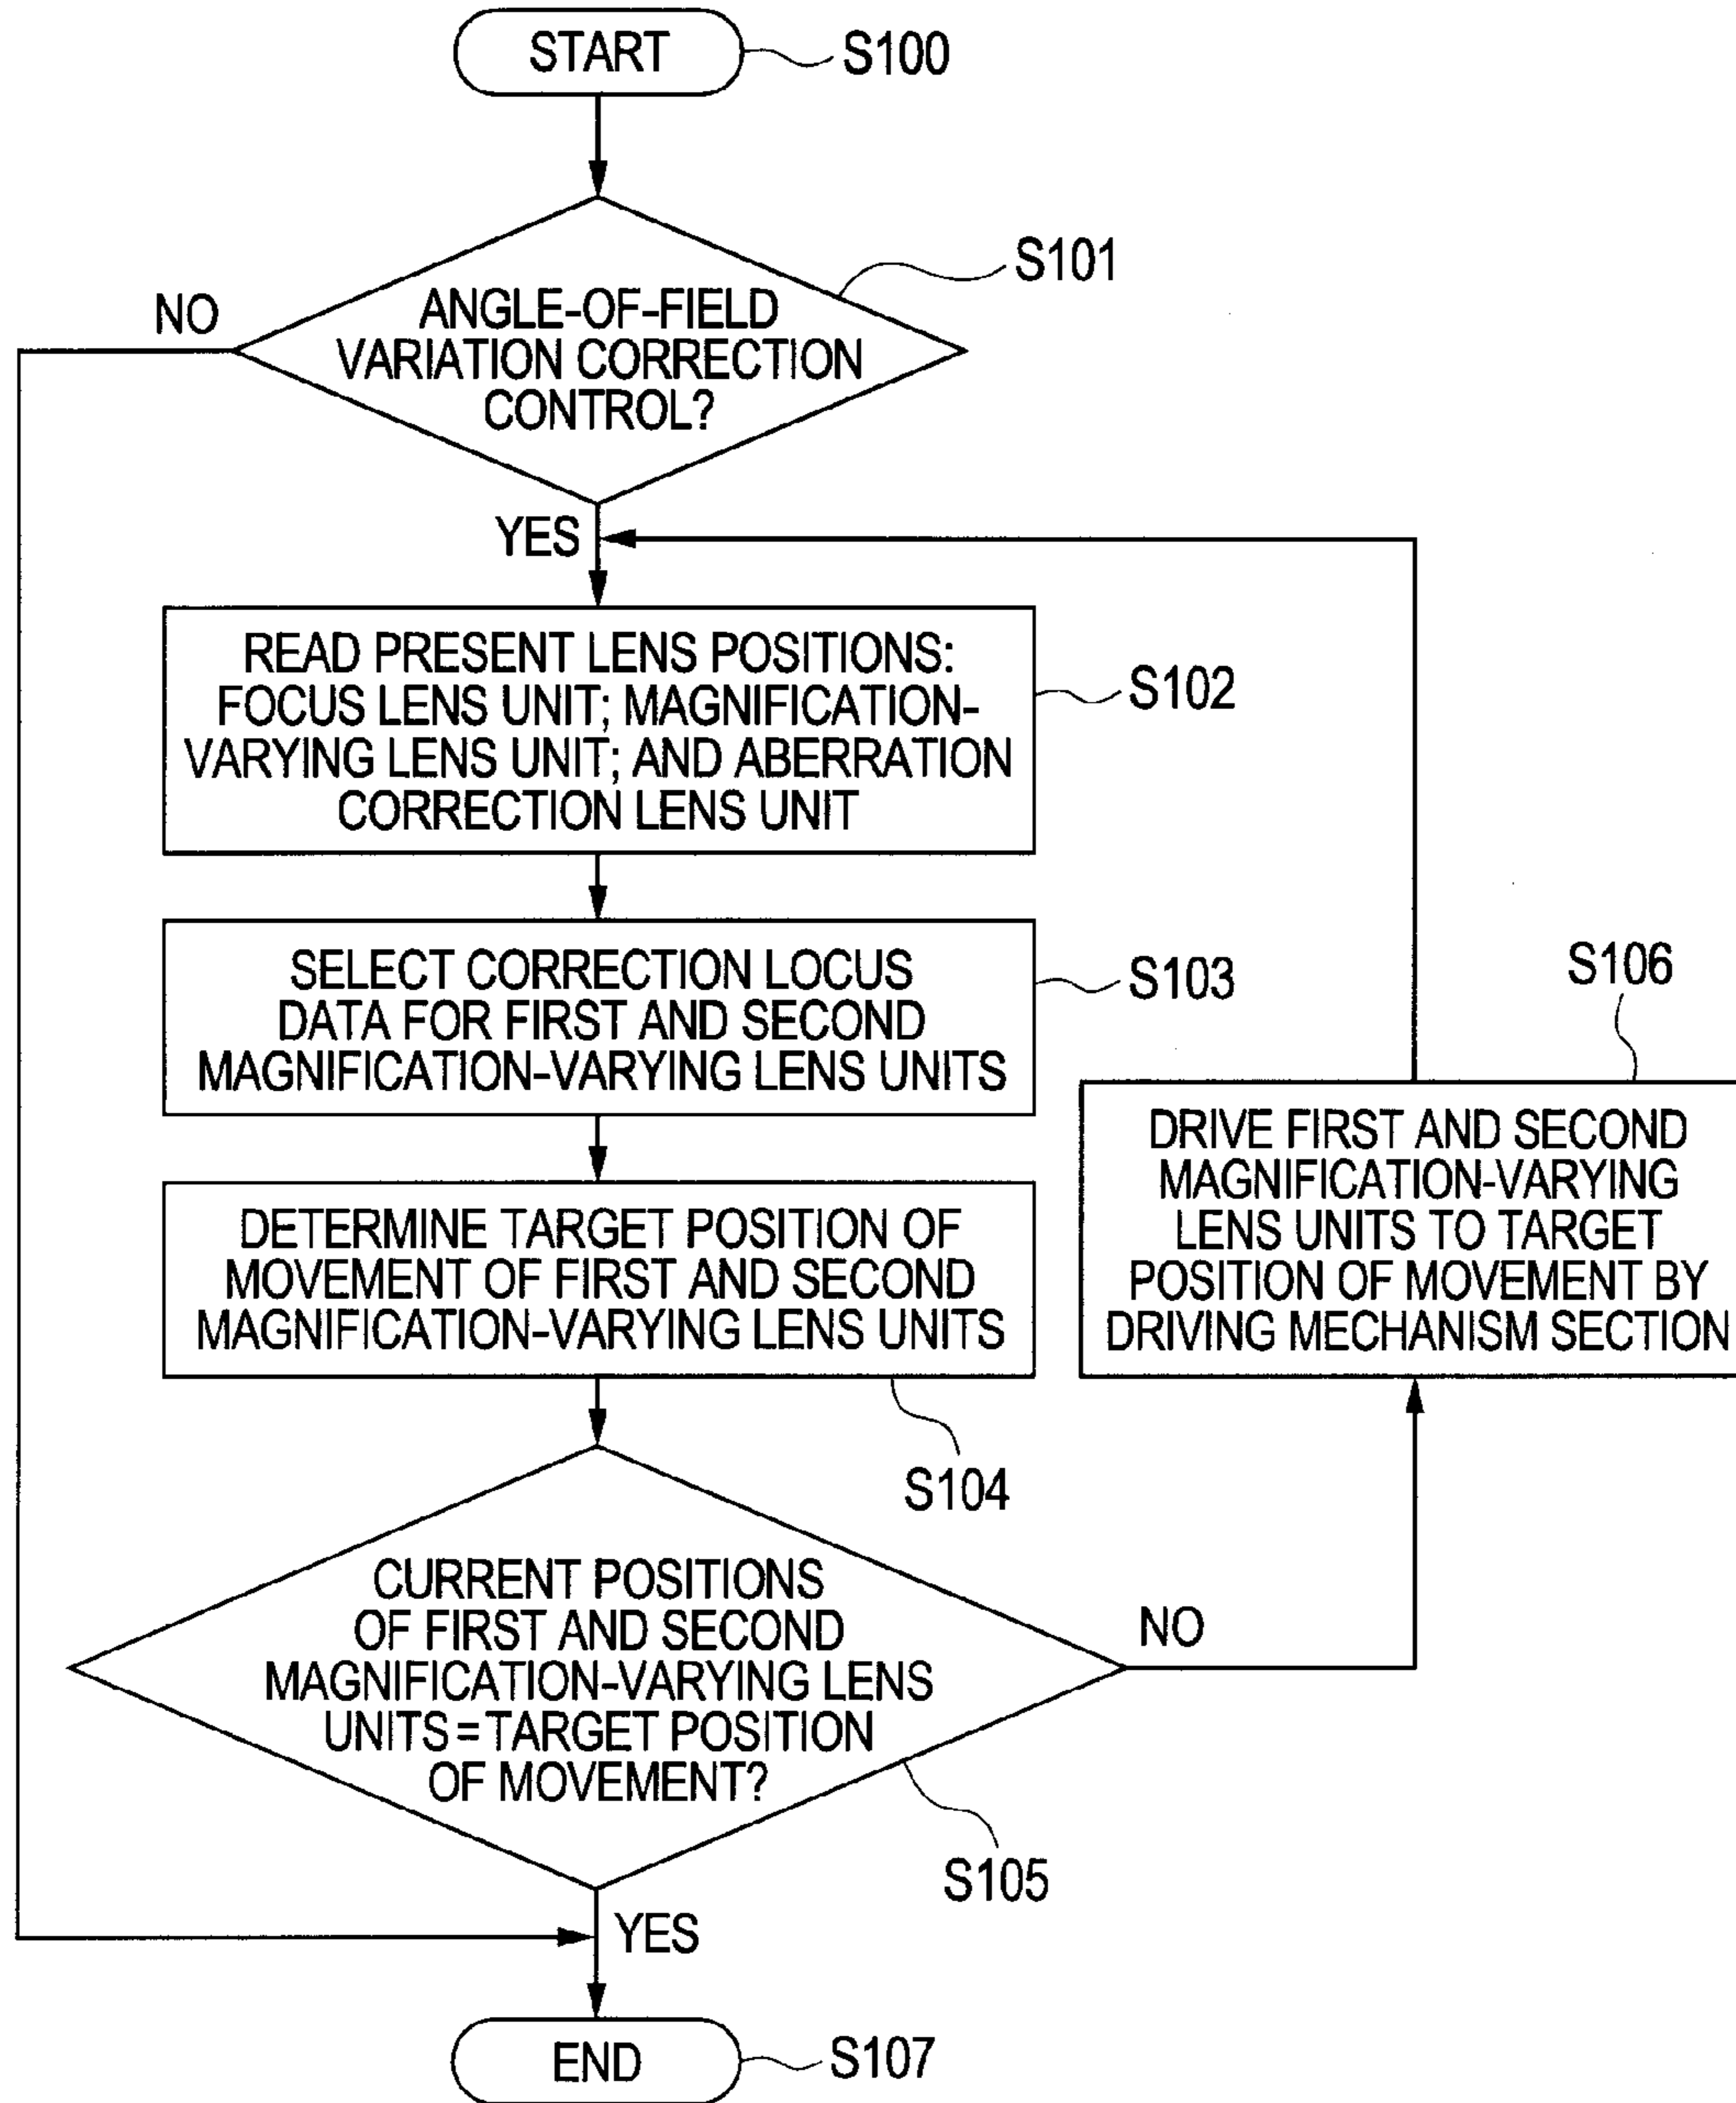 START
S100
S101
NO
ANGLE-OF-FIELD
VARIATION CORRECTION
CONTROL?
YES
READ PRESENT LENS POSITIONS:
FOCUS LENS UNIT; MAGNIFICATION-
VARYING LENS UNIT; AND ABERRATION
CORRECTION LENS UNIT
S102
SELECT CORRECTION LOCUS
DATA FOR FIRST AND SECOND
MAGNIFICATION-VARYING LENS UNITS
S103
DETERMINE TARGET POSITION OF
MOVEMENT OF FIRST AND SECOND
MAGNIFICATION-VARYING LENS UNITS
S104
S106
DRIVE FIRST AND SECOND
MAGNIFICATION-VARYING
LENS UNITS TO TARGET
POSITION OF MOVEMENT BY
DRIVING MECHANISM SECTION
CURRENT POSITIONS
OF FIRST AND SECOND
MAGNIFICATION-VARYING LENS
UNITS=TARGET POSITION
OF MOVEMENT?
NO
S105
YES
END
S107